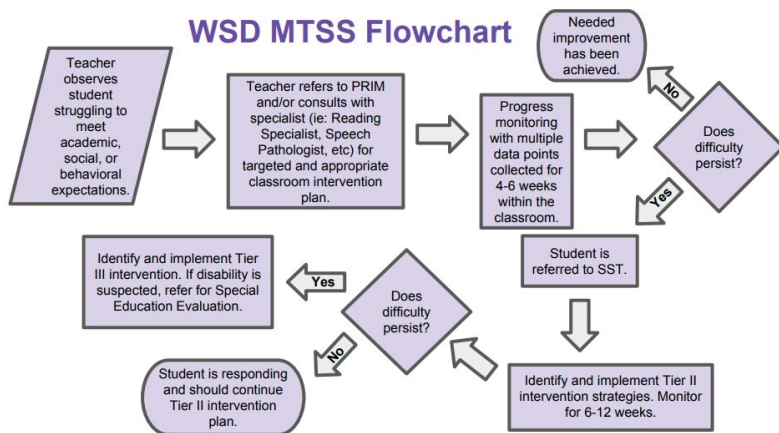 WSD MTSS Flowchart
Teacher
observes
student
struggling to
meet
academic,
social, or
behavioral
expectations.
Teacher refers to PRIM
and/or consults with
specialist (ie: Reading
Specialist, Speech
Pathologist, etc) for
targeted and appropriate
classroom intervention
plan.
Progress
monitoring
with multiple
data points
collected for
4-6 weeks
within the
classroom.
Does
difficulty
persist?
No
Needed
improvement
has been
achieved.
Yes
Student is
referred to SST.
Identify and implement Tier II
intervention strategies. Monitor
for 6-12 weeks.
Does
difficulty
persist?
Yes
Identify and implement Tier
III intervention. If disability is
suspected, refer for Special
Education Evaluation.
No
Student is responding
and should continue
Tier II intervention
plan.